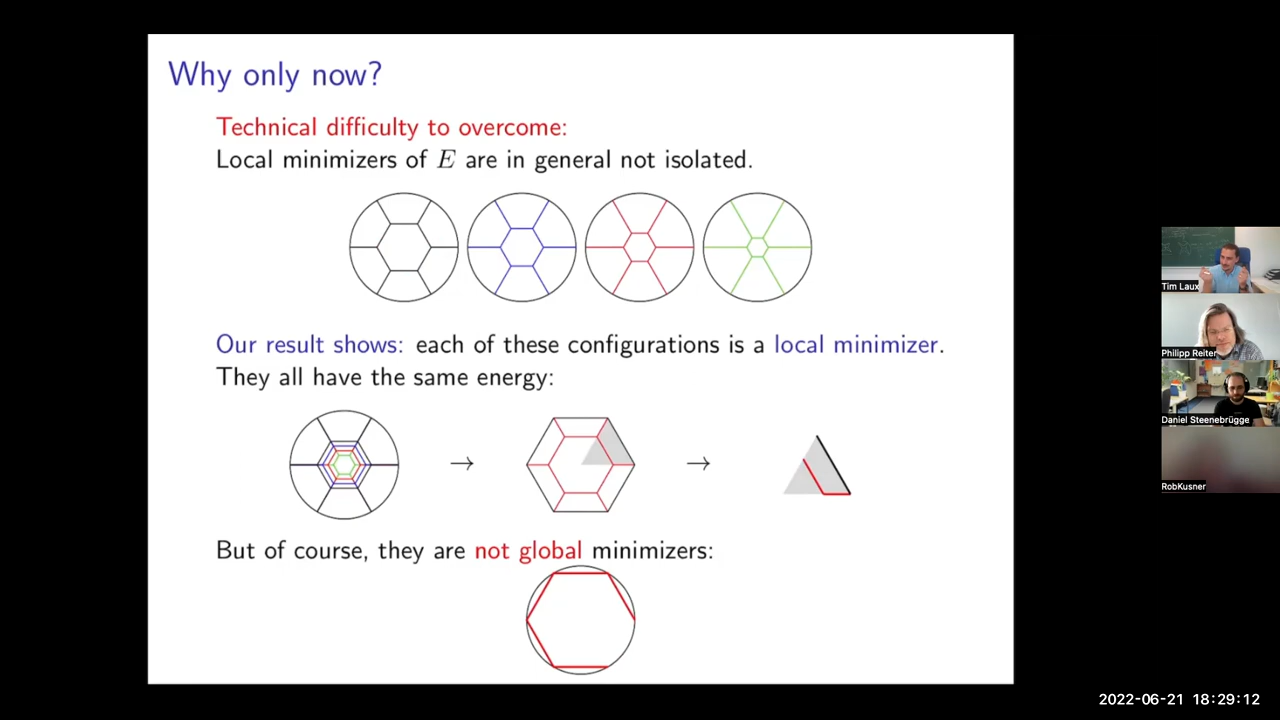 Why only now?
Technical difficulty to overcome:
Local minimizers of E are in general not isolated.
Our result shows: each of these configurations is a local minimizer.
They all have the same energy:
→ →
But of course, they are not global minimizers:
Tim Laux
Philipp Reiter
Daniel Steenebrügge
RobKusner
2022-06-21 18:29:12